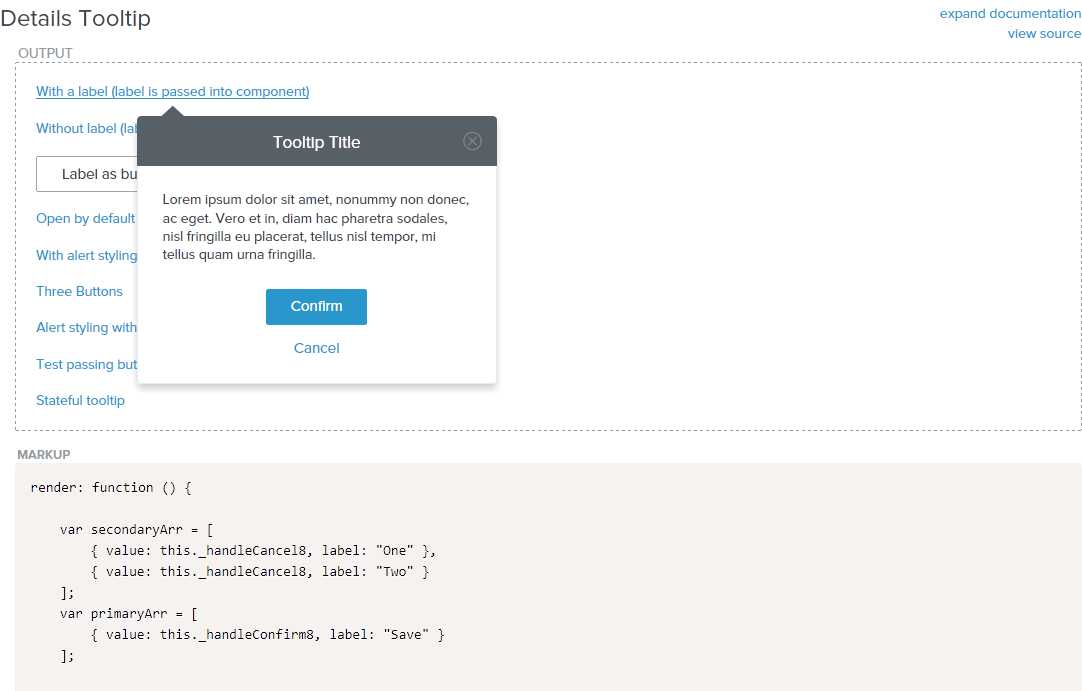 Details Tooltip
expand documentation
view source
OUTPUT
With a label (label is passed into component)
Without label (lab
Tooltip Title
Label as bu
Lorem ipsum dolor sit amet, nonummy non donec,
ac eget. Vero et in, diam hac pharetra sodales,
nisl fringilla eu placerat, tellus nisl tempor, mi
tellus quam urna fringilla.
Confirm
Cancel
Open by default
With alert styling
Three Buttons
Alert styling with
Test passing but
Stateful tooltip
MARKUP
render: function () {
var secondaryArr = [
{ value: this._handleCancel8, label: "One" },
{ value: this._handleCancel8, label: "Two" }
];
var primaryArr = [
{ value: this._handleConfirm8, label: "Save" }
];